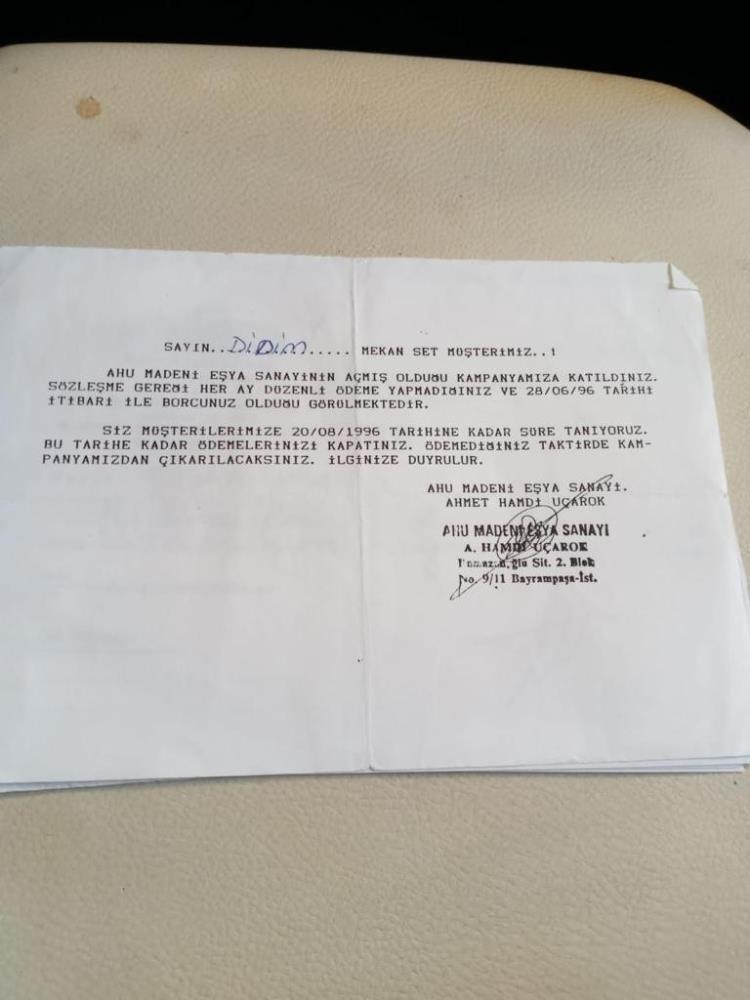 SAYIN..DİDİM..... MEKAN SET MÜŞTERİMİZ..!
AHU MADENİ EŞYA SANAYİNİN AÇMIŞ OLDUĞU KAMPANYAMIZA KATILDINIZ.
SÖZLEŞME GEREĞİ HER AY DÜZENLİ ÖDEME YAPMADIĞINIZ VE 28/06/96 TARİHİ
İTİBARİ İLE BORCUNUZ OLDUĞU GÖRÜLMEKTEDİR.
SİZ MÜŞTERİLERİMİZE 20/08/1996 TARİHİNE KADAR SÜRE TANIYORUZ.
BU TARİHE KADAR ÖDEMELERİNİZİ KAPATINIZ. ÖDEMEDİĞİNİZ TAKTİRDE KAM-
PANYAMIZDAN ÇIKARILACAKSINIZ. İLGİNİZE DUYRULUR.
AHU MADENİ EŞYA SANAYİ.
AHMET HAMDİ UÇAROK
AHU MADENİ EŞYA SANAYİ
A. HAMDİ UÇAROK
Sit. 2. Blok
No. 9/11 Bayrampaşa-İst.